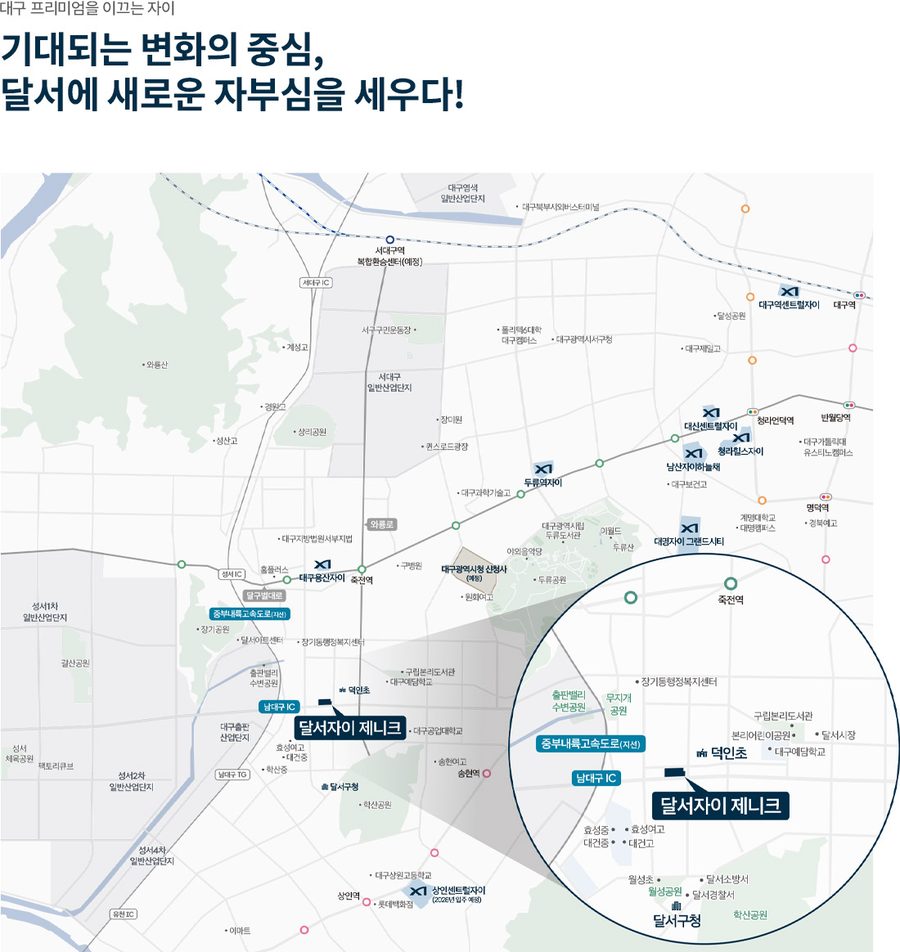 대구 프리미엄을 이끄는 자이
기대되는 변화의 중심,
달서에 새로운 자부심을 세우다!
대구염색
일반산업단지
대구북부시외버스터미널
서대구역
복합환승센터(예정)
서대구 IC
대구역센트럴자이
대구역
달성공원
서구구민운동장
폴리텍6대학
대구캠퍼스
대구광역시서구청
대구제일고
계성고
와룡산
서대구
일반산업단지
경원고
상리공원
성산고
장미원
퀸스로드광장
대신센트럴자이
청라언덕역
반월당역
청라힐스자이
남산자이하늘채
대구가톨릭대
유스티노캠퍼스
두류역자이
대구과학기술고
대구보건고
계명대학교
대명캠퍼스
명덕역
경북예고
와룡로
대구광역시립
두류도서관
이월드
두류산
대명자이 그랜드시티
대구지방법원서부지법
야외음악당
두류공원
성서 IC
홈플러스
대구용산자이
죽전역
구병원
대구광역시청 신청사
(예정)
원화여고
달구벌대로
중부내륙고속도로(지선)
성서1차
일반산업단지
장기공원
달서아트센터
장기동행정복지센터
갈산공원
출판밸리
수변공원
구립본리도서관
대구예담학교
덕인초
남대구 IC
달서자이 제니크
대구출판
산업단지
대구공업대학교
효성여고
대건중
학산중
성서
체육공원
팩토리큐브
성서2차
일반산업단지
남대구 TG
송현여고
송현역
달서구청
학산공원
성서4차
일반산업단지
대구상원고등학교
상인센트럴자이
(2026년 입주 예정)
상인역
롯데백화점
유천 IC
이마트
죽전역
장기동행정복지센터
출판밸리
수변공원
무지개
공원
구립본리도서관
본리어린이공원
달서시장
대구예담학교
중부내륙고속도로(지선)
덕인초
남대구 IC
달서자이 제니크
효성중
효성여고
대건중
대건고
월성초
달서소방서
월성공원
달서경찰서
달서구청
학산공원